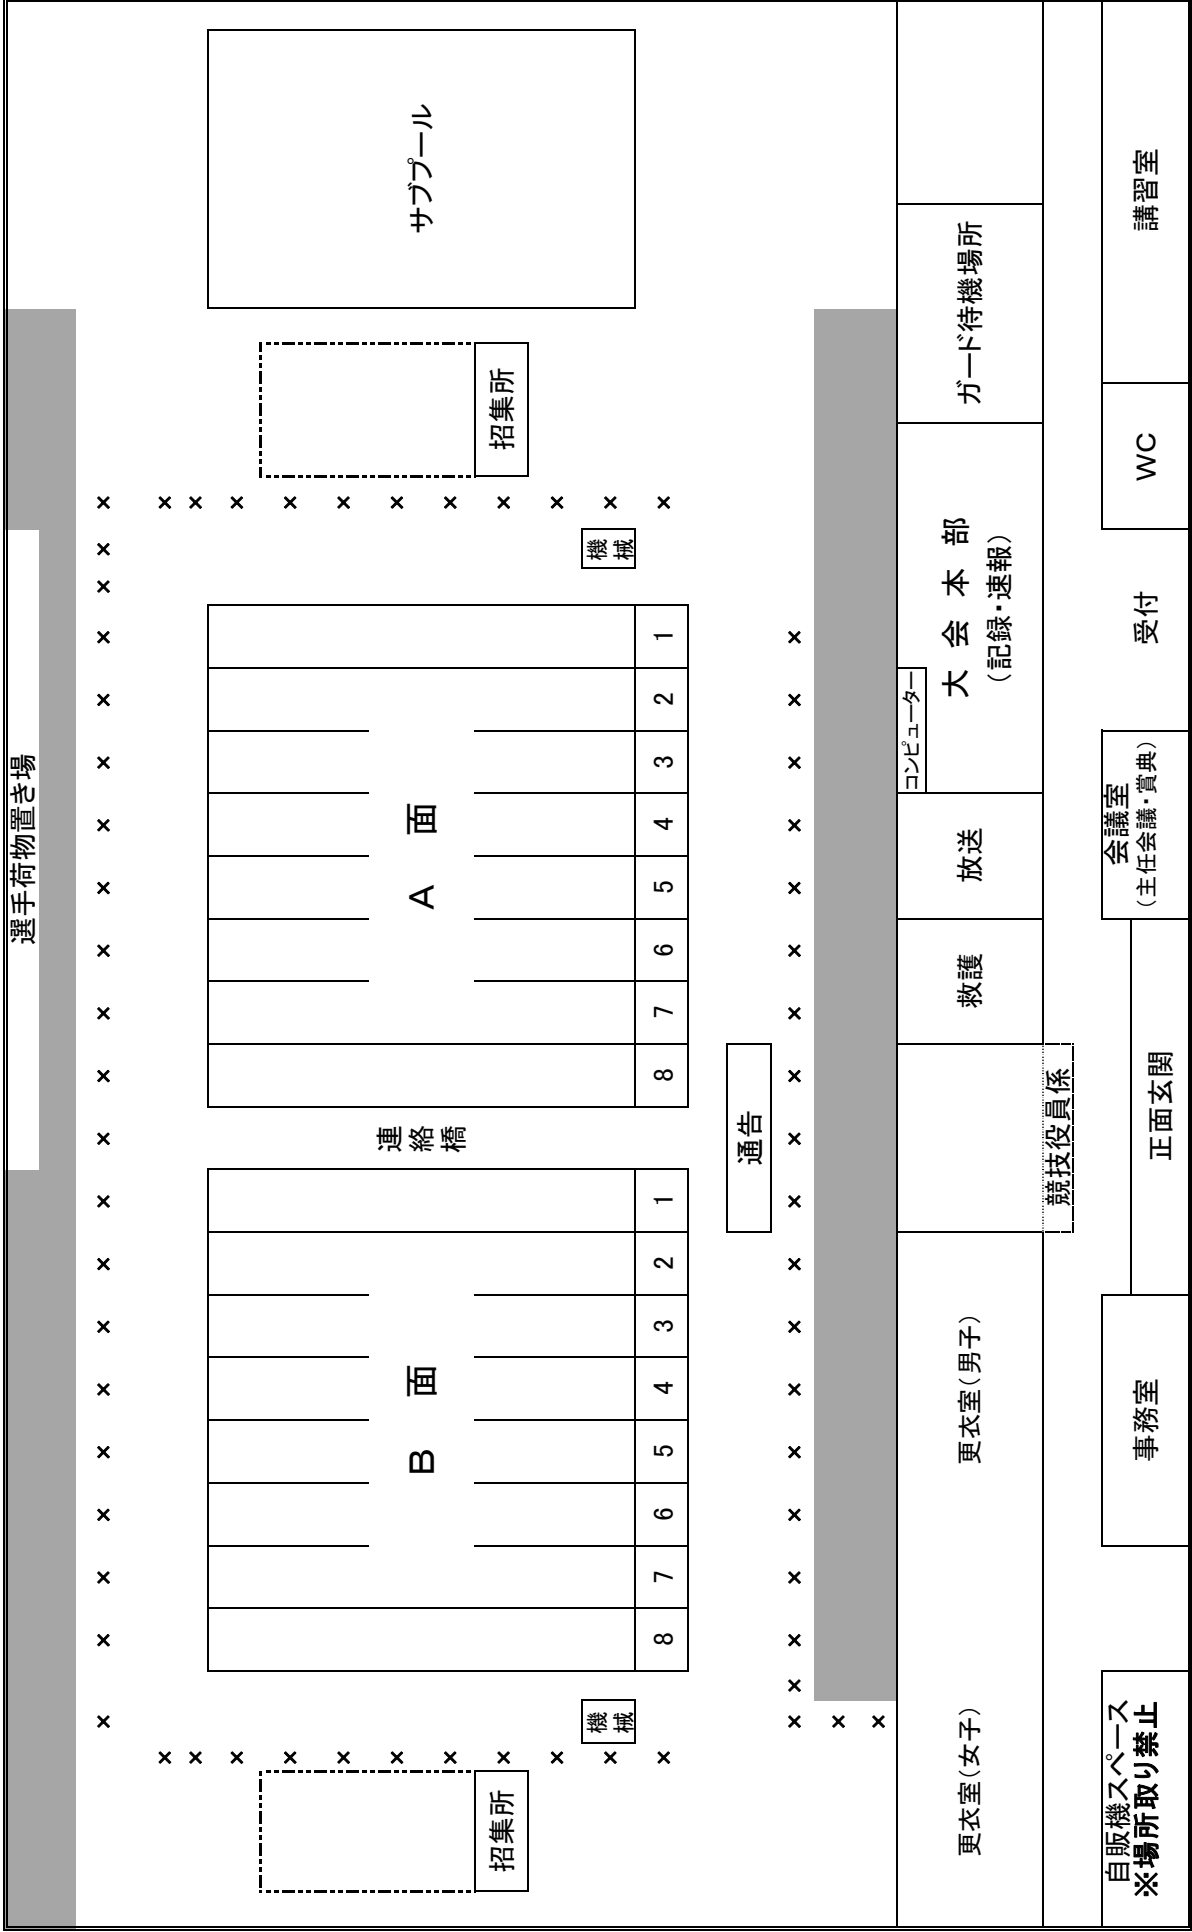 選手荷物置き場
サブプール
招集所
招集所
× × × × × × × × × × × × × × × × × × × × × ×
× × × × × × × × × × ×
× × × × × × × × × × ×
機械
機械
B 面
8 7 6 5 4 3 2 1
連絡橋
A 面
8 7 6 5 4 3 2 1
通告
× × × × × × × × × × × × × × × × × × ×
× ×
更衣室(女子)
更衣室(男子)
競技役員係
救護
放送
コンピューター
大 会 本 部
(記録・速報)
ガード待機場所
自販機スペース
※場所取り禁止
事務室
正面玄関
会議室
(主任会議・賞典)
受付
WC
講習室